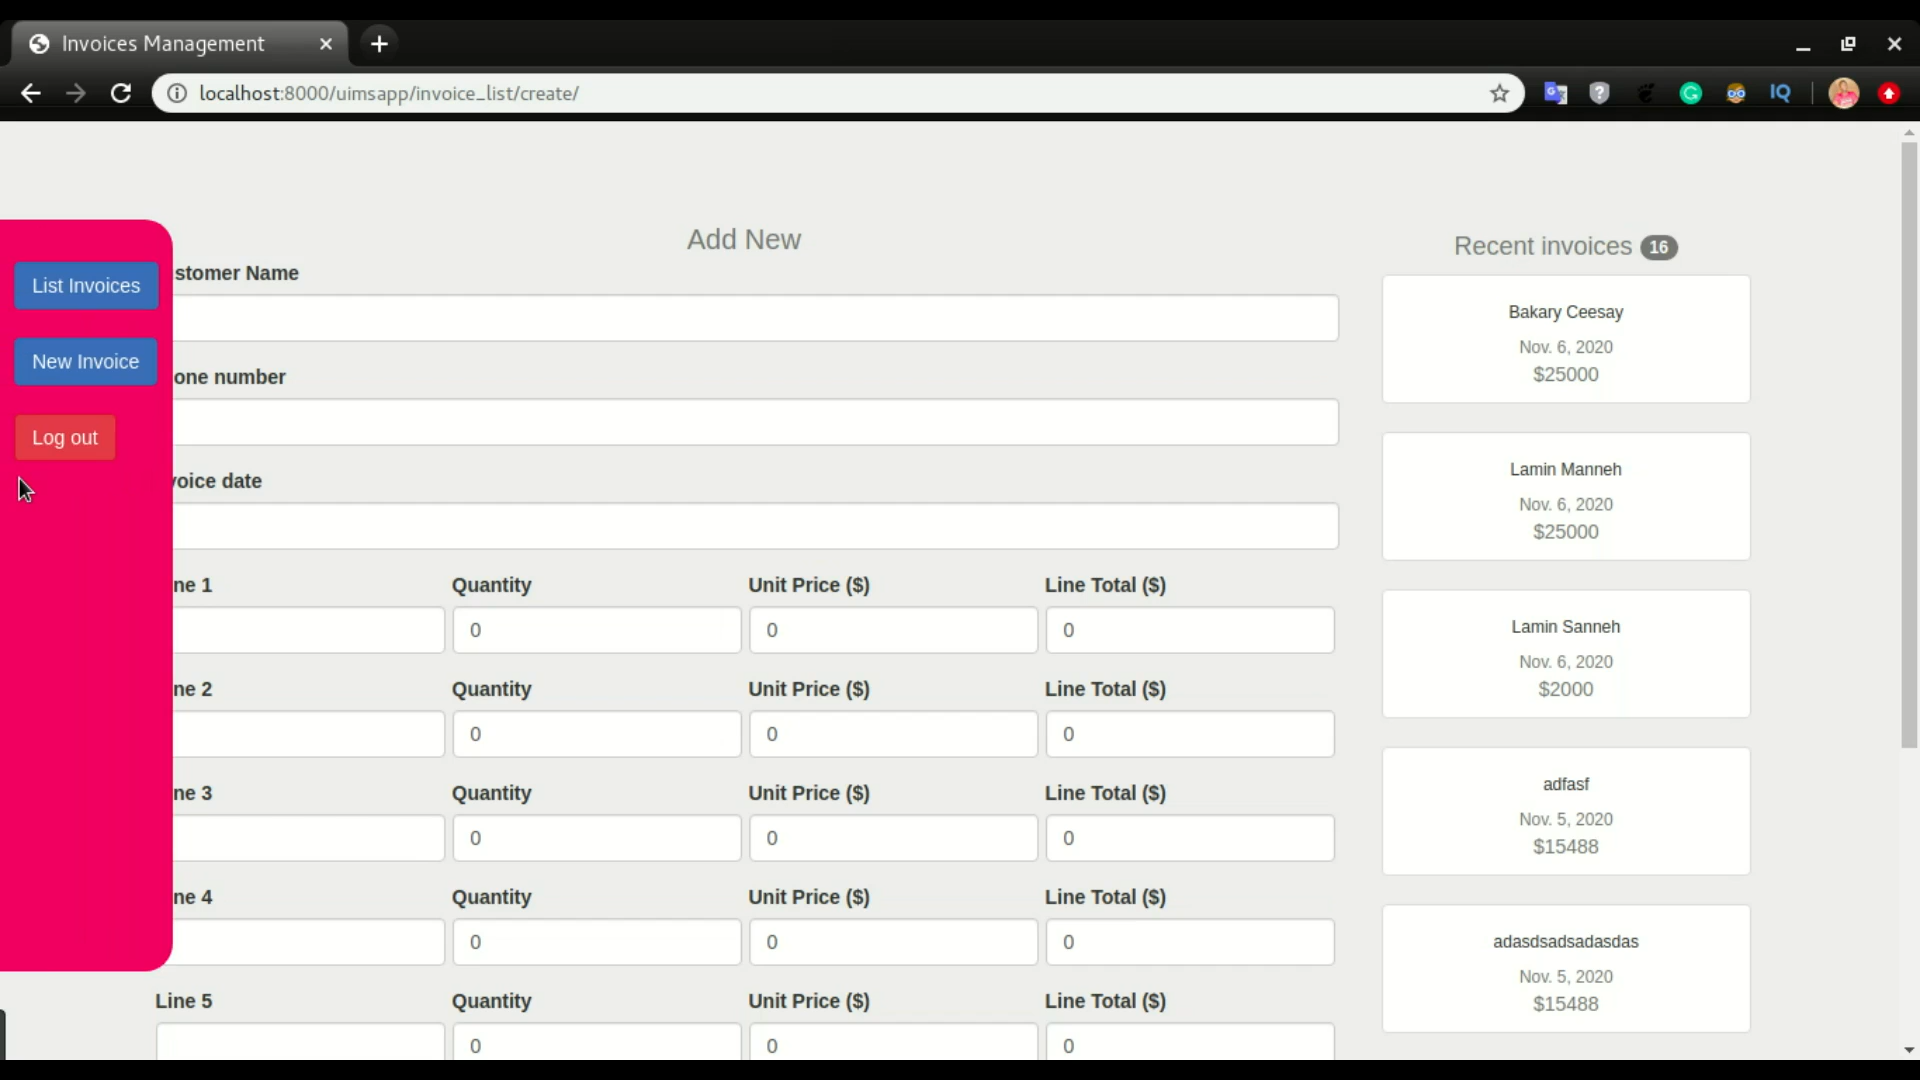 Invoices Management
localhost:8000/uimsapp/invoice_list/create/
IQ
List Invoices
New Invoice
Log out
Add New
stomer Name
one number
voice date
ne 1 Quantity Unit Price ($) Line Total ($)
0 0 0
ne 2 Quantity Unit Price ($) Line Total ($)
0 0 0
ne 3 Quantity Unit Price ($) Line Total ($)
0 0 0
ne 4 Quantity Unit Price ($) Line Total ($)
0 0 0
Line 5 Quantity Unit Price ($) Line Total ($)
0 0 0
Recent invoices 16
Bakary Ceesay
Nov. 6, 2020
$25000
Lamin Manneh
Nov. 6, 2020
$25000
Lamin Sanneh
Nov. 6, 2020
$2000
adfasf
Nov. 5, 2020
$15488
adasdsadsadasdas
Nov. 5, 2020
$15488